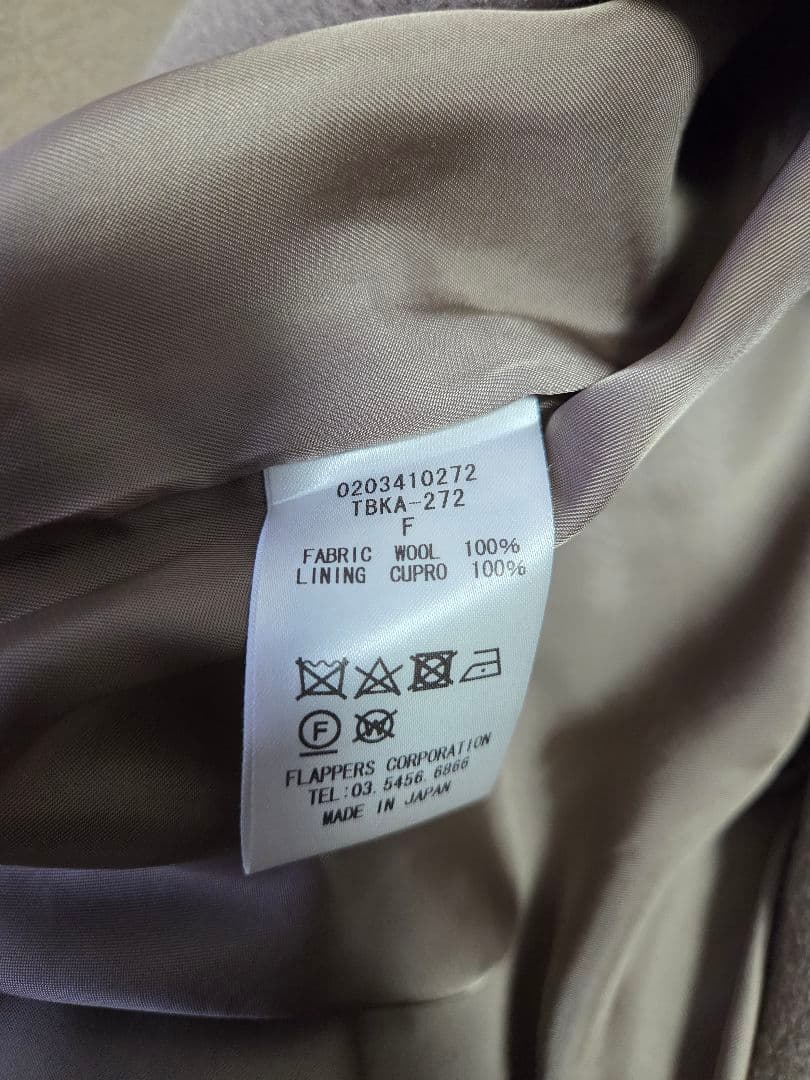 0203410272
TBKA-272
F
FABRIC WOOL 100%
LINING CUPRO 100%
F W
FLAPPERS CORPORATION
TEL:03. 5456. 6866
MADE IN JAPAN